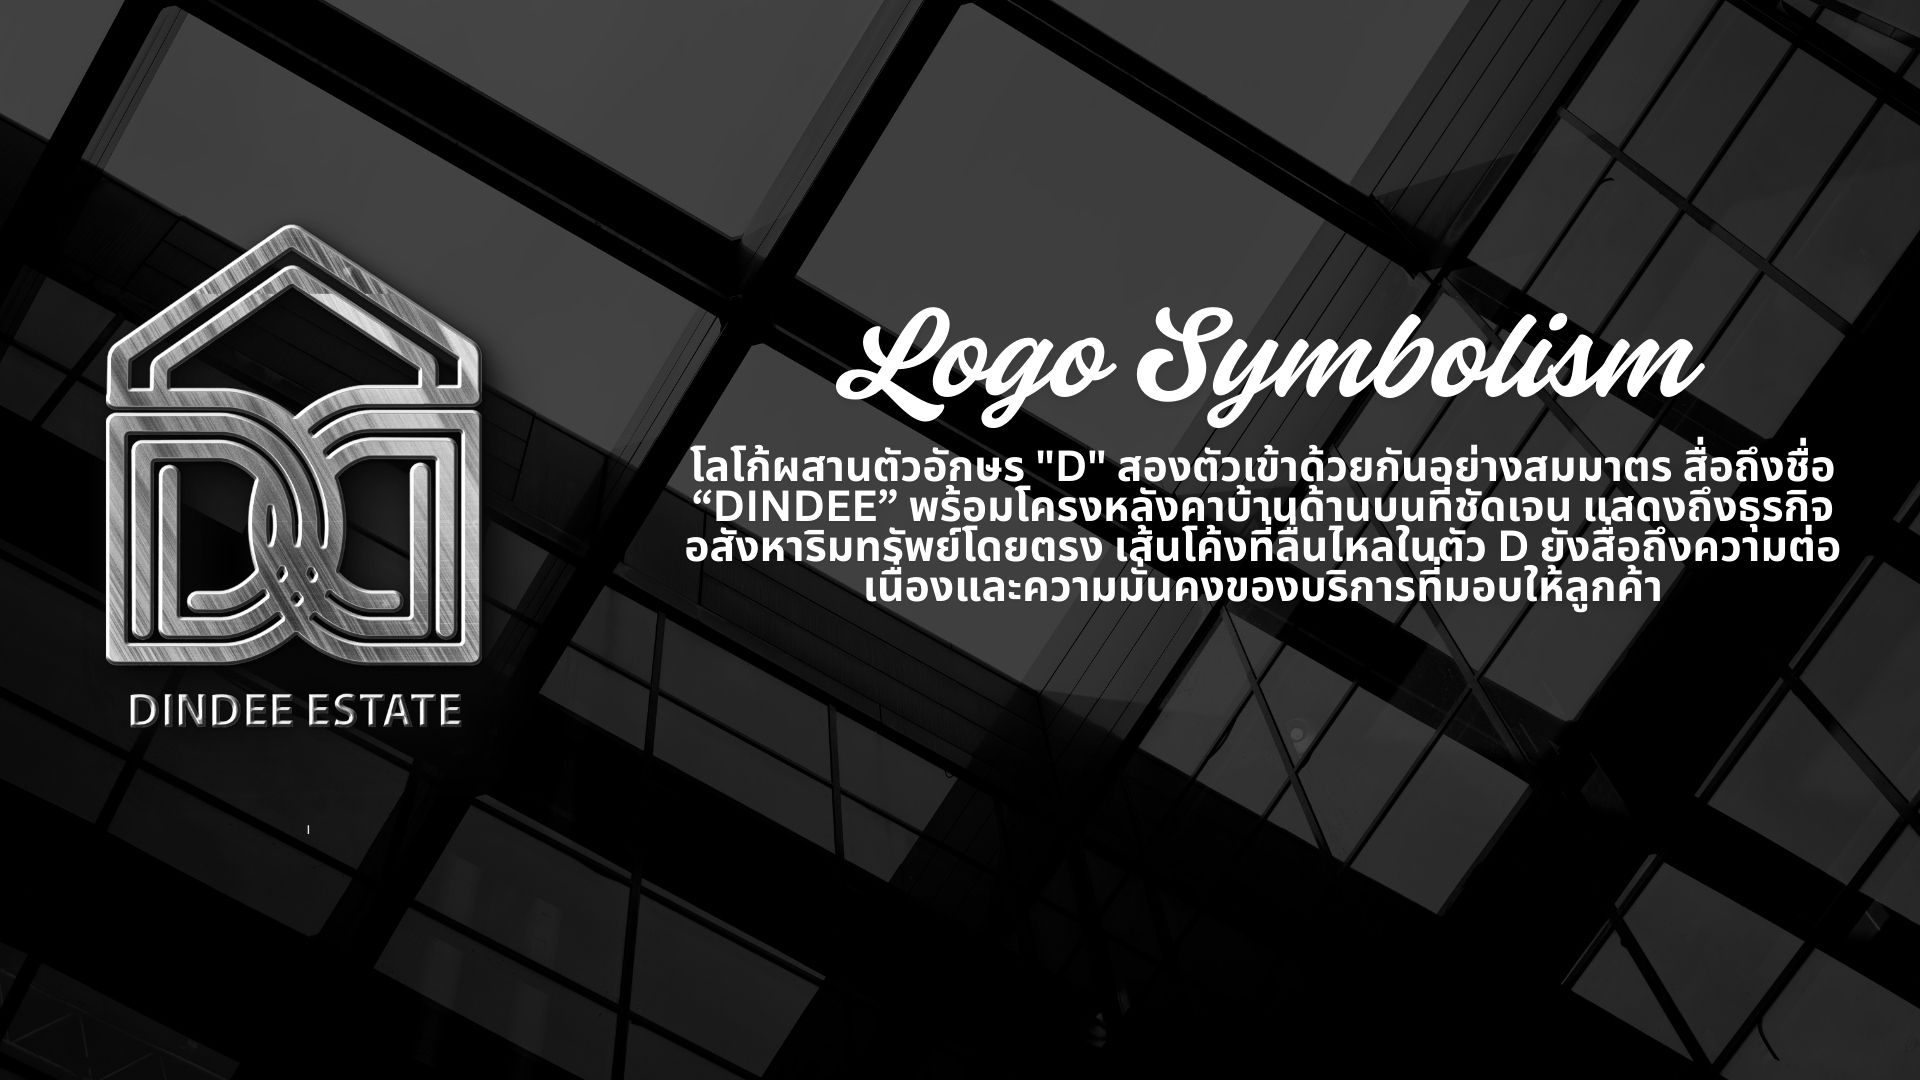 Logo Symbolism
โลโก้ผสานตัวอักษร "D" สองตัวเข้าด้วยกันอย่างสมมาตร สื่อถึงชื่อ
“DINDEE” พร้อมโครงหลังคาบ้านด้านบนที่ชัดเจน แสดงถึงธุรกิจ
อสังหาริมทรัพย์โดยตรง เส้นโค้งที่ลื่นไหลในตัว D ยังสื่อถึงความต่อ
เนื่องและความมั่นคงของบริการที่มอบให้ลูกค้า
DINDEE ESTATE